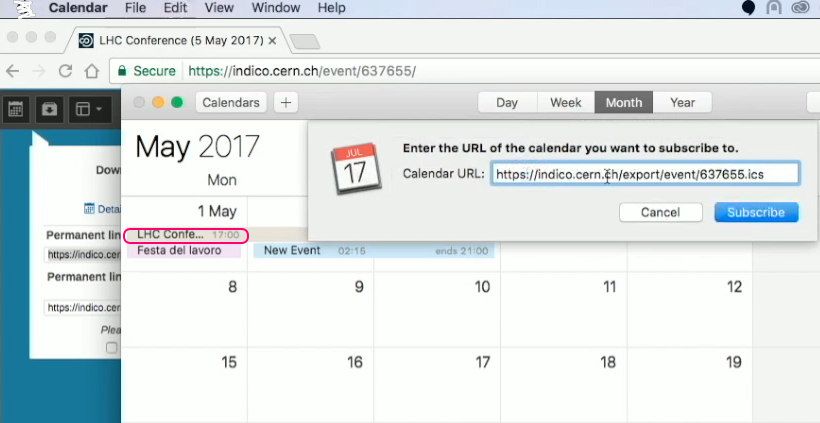 Calendar File Edit View Window Help
LHC Conference (5 May 2017) ×
Secure https://indico.cern.ch/event/637655/
Calendars + Day Week Month Year
May 2017
Mon
Enter the URL of the calendar you want to subscribe to.
Calendar URL: https://indico.cern.ch/export/event/637655.ics
Cancel Subscribe
JUL
17
Dow
Detai
Permanent lin
https://indico.cer
Permanent lin
https://indico.cer
Plea
1 May
LHC Confe... 17:00
Festa del lavoro New Event 02:15 ends 21:00
8 9 10 11 12
15 16 17 18 19